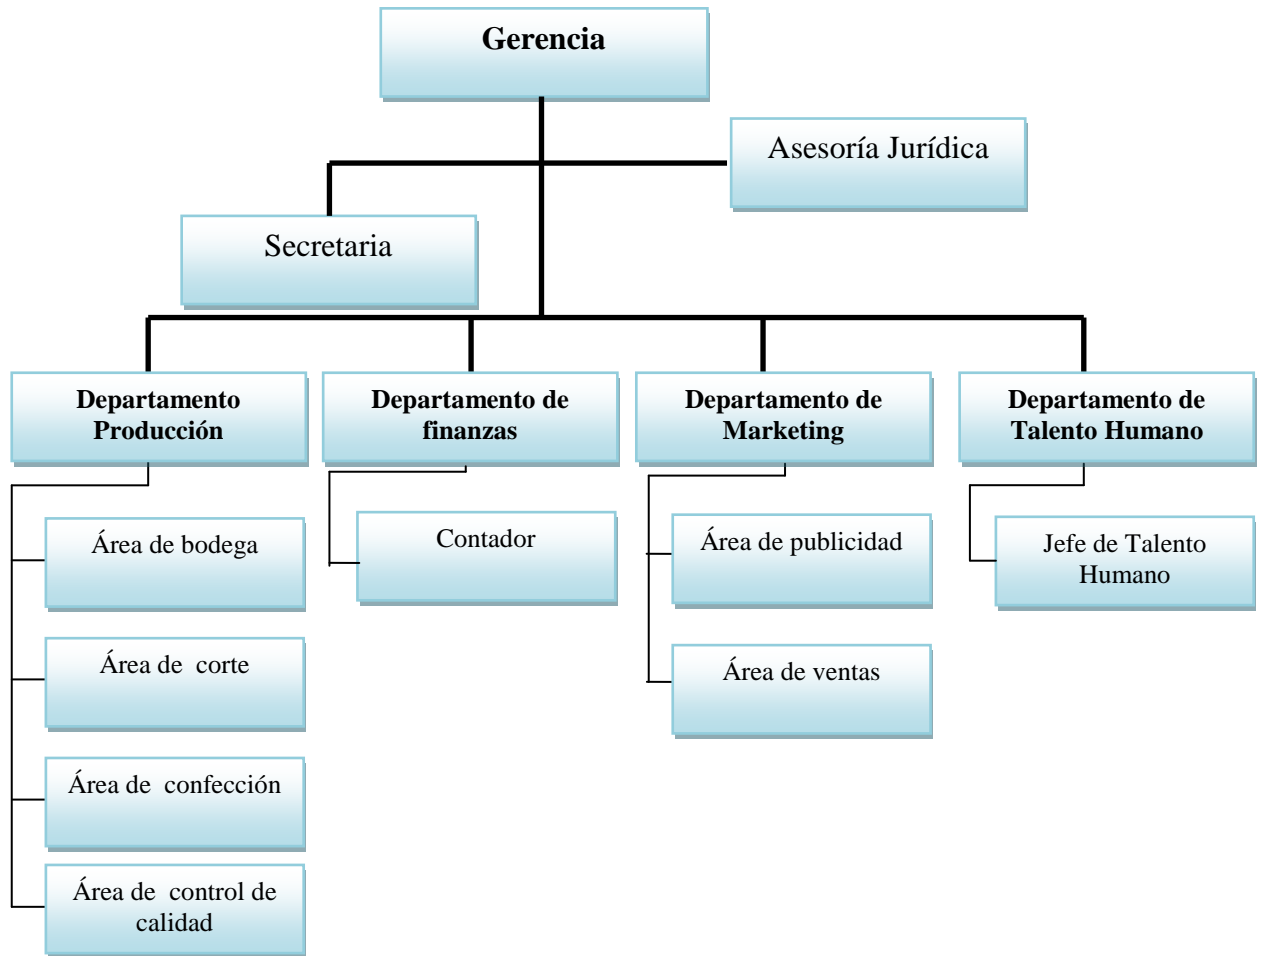 Gerencia
Asesoría Jurídica
Secretaria
Departamento
Producción
Departamento de
finanzas
Departamento de
Marketing
Departamento de
Talento Humano
Área de bodega
Área de  corte
Área de  confección
Área de  control de
calidad
Contador
Área de publicidad
Área de ventas
Jefe de Talento
Humano